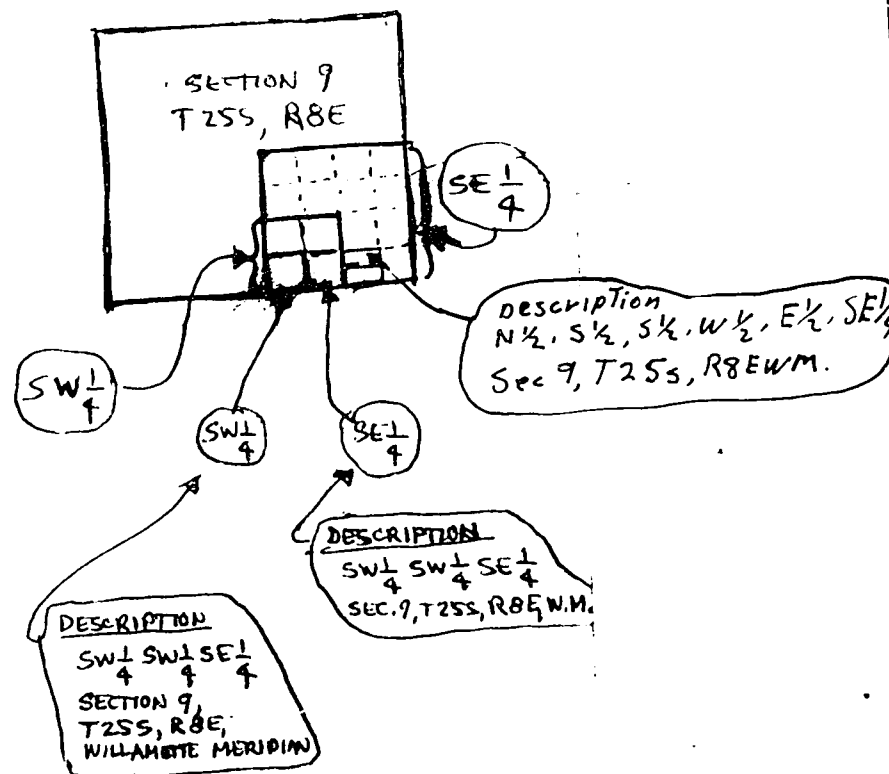 SECTION 9
T25S, R8E
SE 1/4
Description
N½, S½, S½, W½, E½, SE¼
Sec 9, T25s, R8EWM.
SW 1/4
SW 1/4
SE 1/4
DESCRIPTION
SW 1/4 SW 1/4 SE 1/4
SEC. 9, T25S, R8E, W.M.
DESCRIPTION
SW 1/4 SW 1/4 SE 1/4
SECTION 9,
T25S, R8E,
WILLAMETTE MERIDIAN